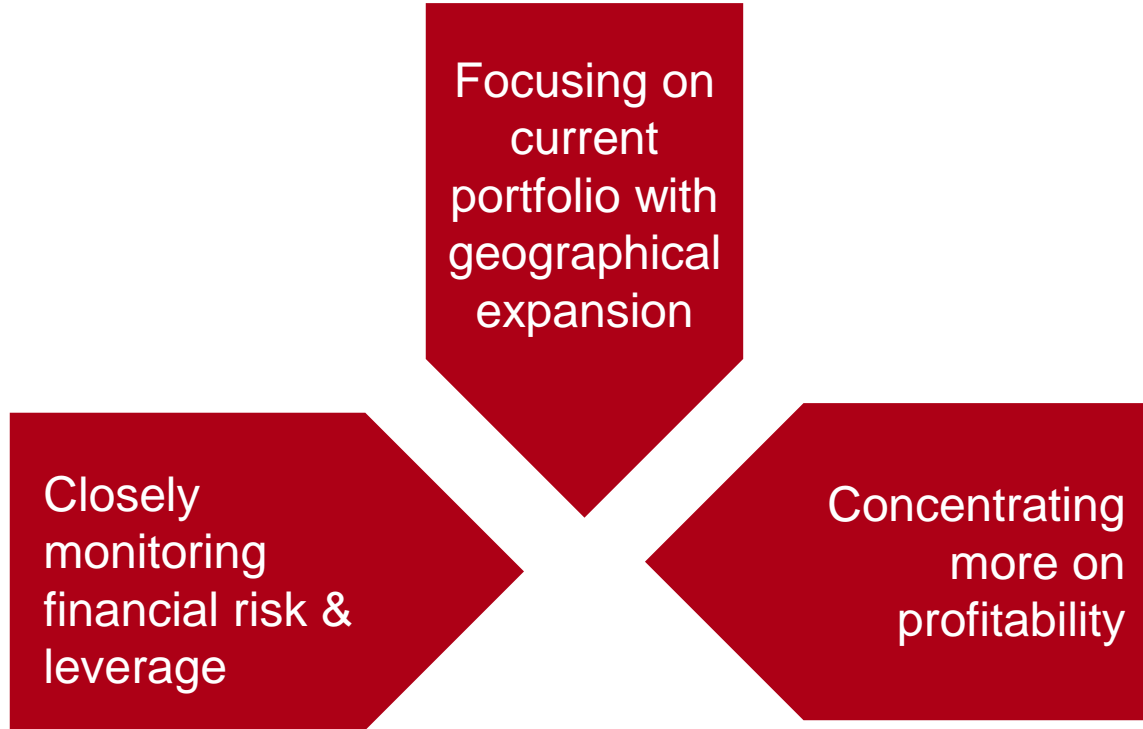 Focusing on
current
portfolio with
geographical
expansion
Closely
monitoring
financial risk &
leverage
Concentrating
more on
profitability